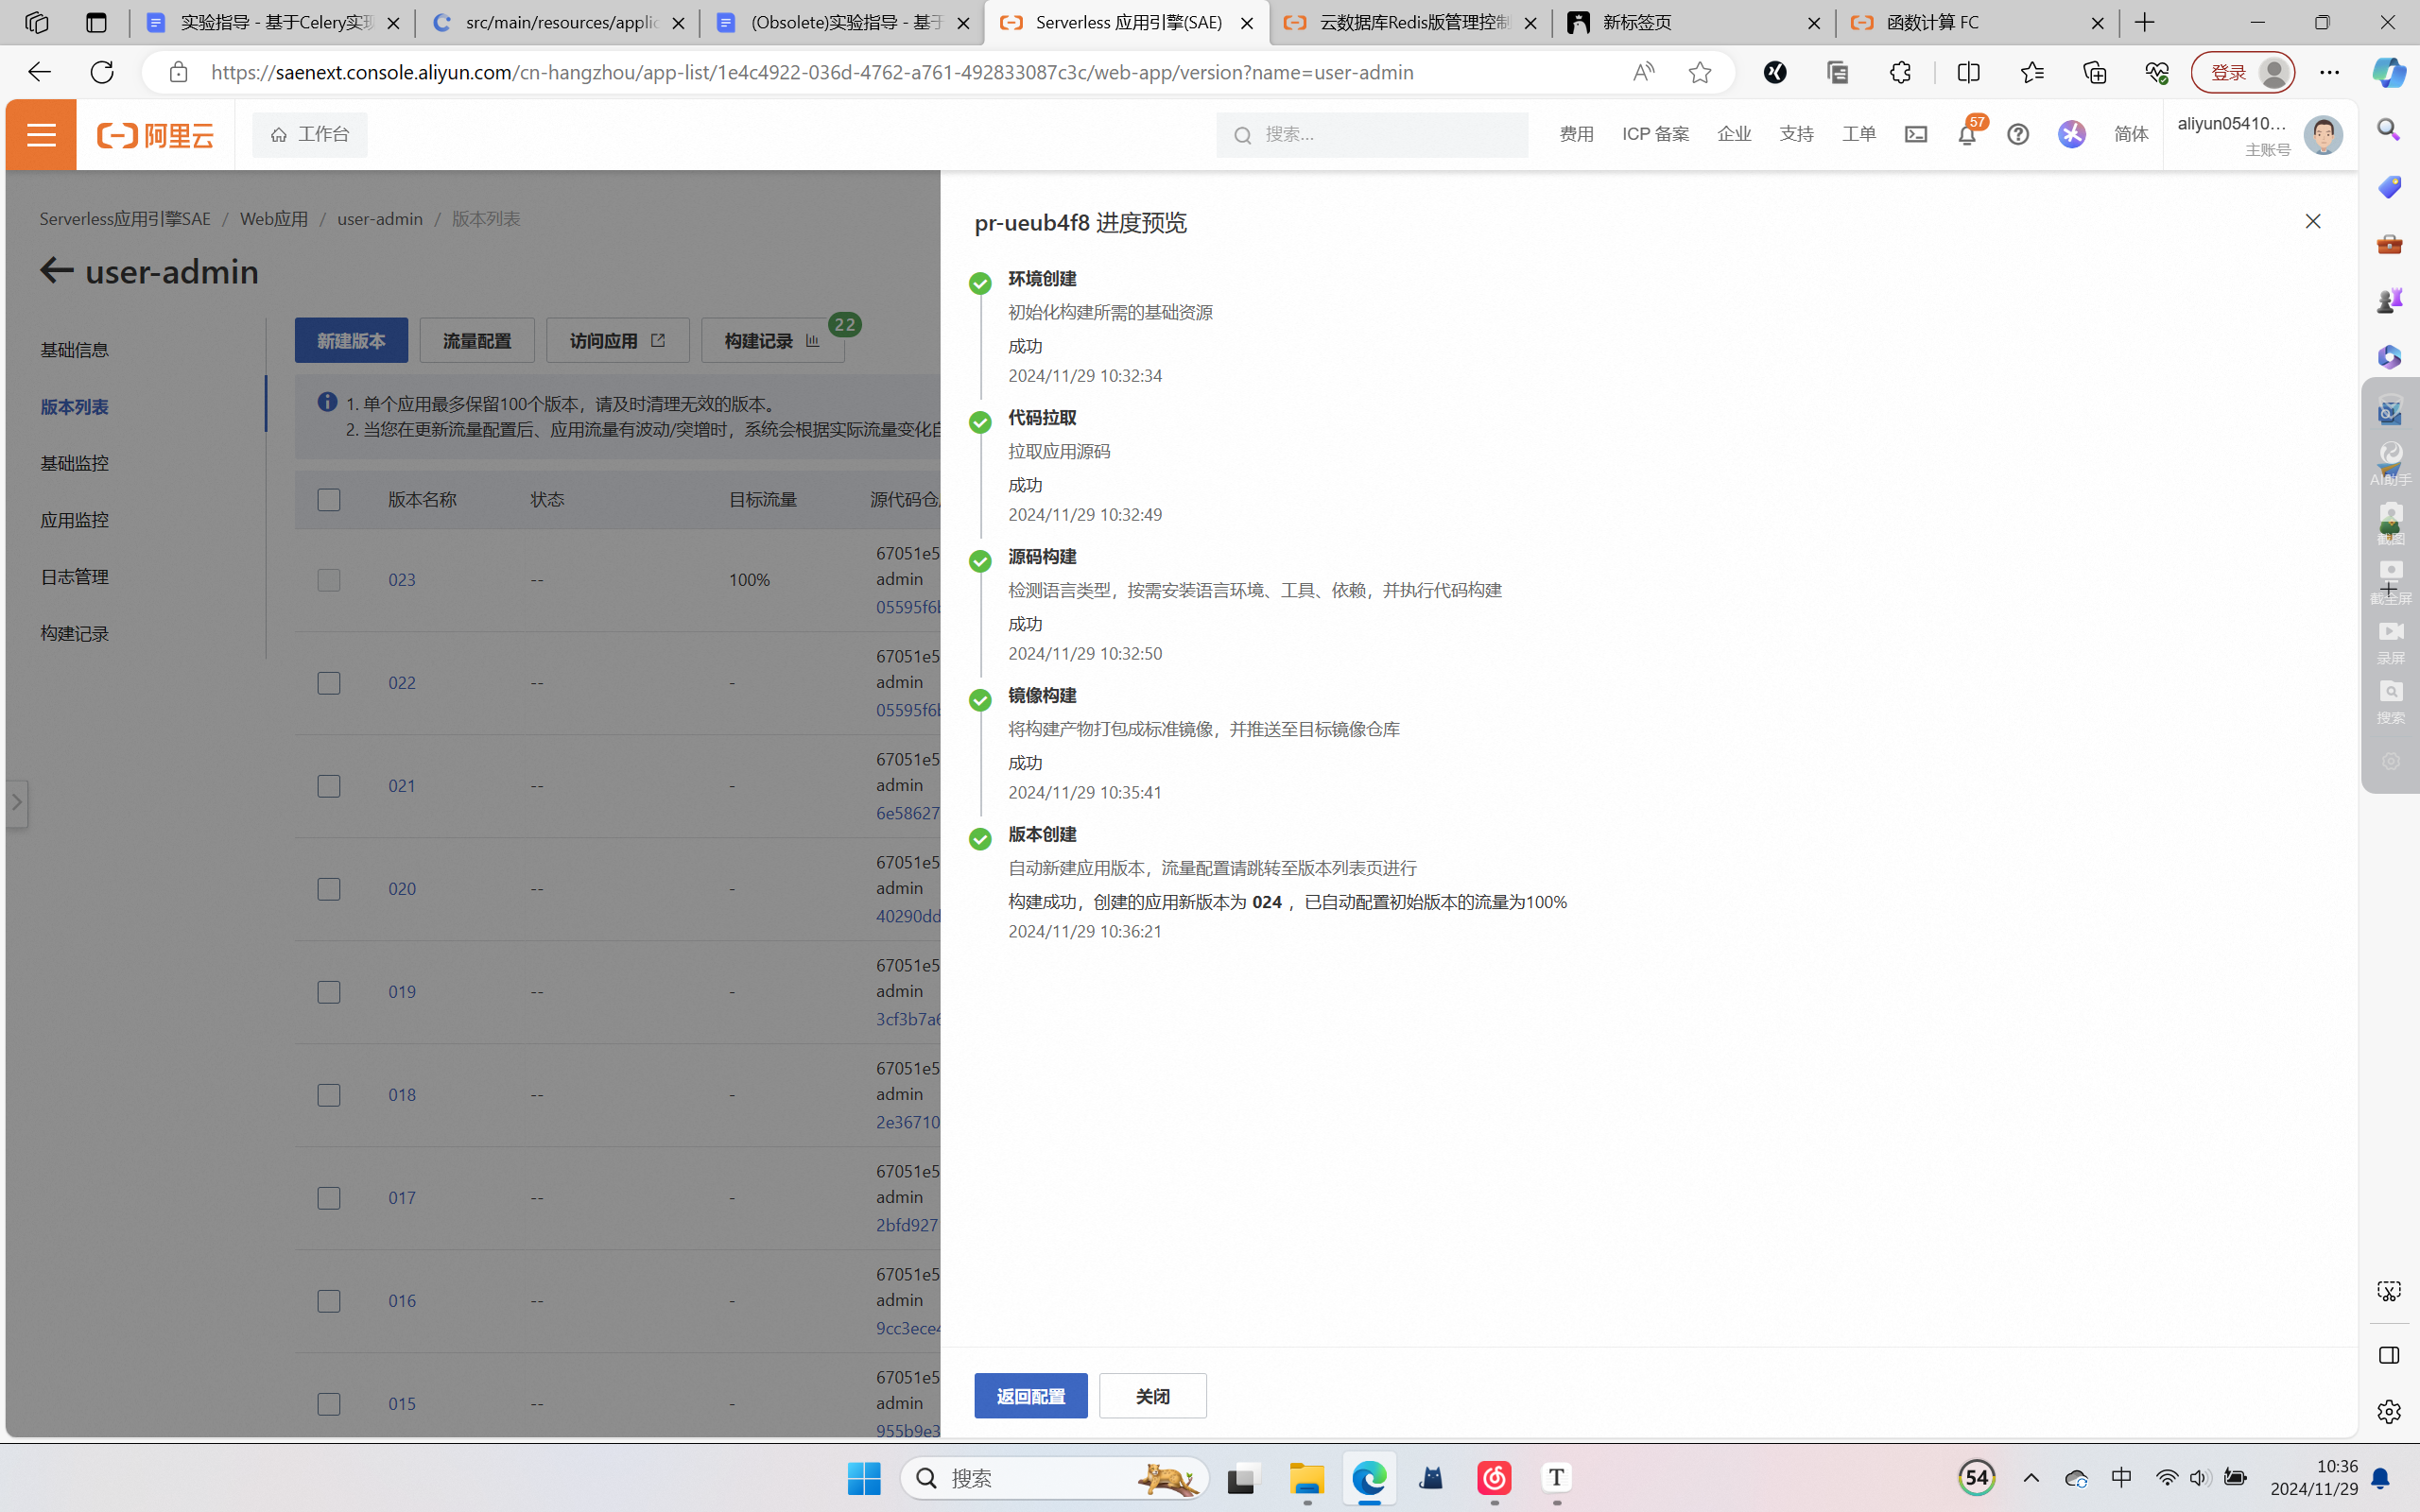 实验指导 - 基于Celery实现
src/main/resources/applic
(Obsolete)实验指导 - 基于
Serverless 应用引擎(SAE)
云数据库Redis版管理控制
新标签页
函数计算 FC
https://saenext.console.aliyun.com/cn-hangzhou/app-list/1e4c4922-036d-4762-a761-492833087c3c/web-app/version?name=user-admin
登录
阿里云
工作台
搜索...
费用
ICP 备案
企业
支持
工单
57
简体
aliyun05410...
主账号
Serverless应用引擎SAE / Web应用 / user-admin / 版本列表
user-admin
基础信息
版本列表
基础监控
应用监控
日志管理
构建记录
新建版本
流量配置
访问应用
构建记录
22
1. 单个应用最多保留100个版本，请及时清理无效的版本。
2. 当您在更新流量配置后、应用流量有波动/突增时，系统会根据实际流量变化自
版本名称 状态 目标流量 源代码仓
67051e5
023 -- 100% admin
05595f6b
67051e5
022 -- - admin
05595f6b
67051e5
021 -- - admin
6e58627
67051e5
020 -- - admin
40290dd
67051e5
019 -- - admin
3cf3b7a6
67051e5
018 -- - admin
2e36710
67051e5
017 -- - admin
2bfd927
67051e5
016 -- - admin
9cc3ece4
67051e5
015 -- - admin
955b9e3
pr-ueub4f8 进度预览
环境创建
初始化构建所需的基础资源
成功
2024/11/29 10:32:34
代码拉取
拉取应用源码
成功
2024/11/29 10:32:49
源码构建
检测语言类型，按需安装语言环境、工具、依赖，并执行代码构建
成功
2024/11/29 10:32:50
镜像构建
将构建产物打包成标准镜像，并推送至目标镜像仓库
成功
2024/11/29 10:35:41
版本创建
自动新建应用版本，流量配置请跳转至版本列表页进行
构建成功，创建的应用新版本为 024 ，已自动配置初始版本的流量为100%
2024/11/29 10:36:21
返回配置
关闭
AI助手
截图
截全屏
录屏
搜索
搜索
54
中
10:36
2024/11/29